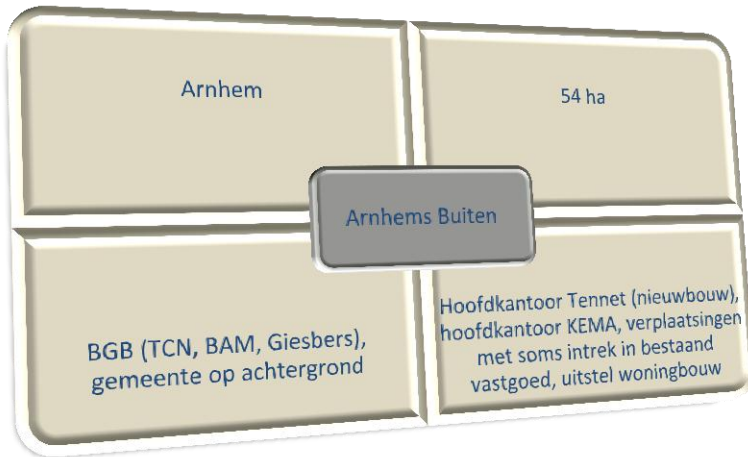 Arnhem
54 ha
Arnhems Buiten
BGB (TCN, BAM, Giesbers),
gemeente op achtergrond
Hoofdkantoor Tennet (nieuwbouw),
hoofdkantoor KEMA, verplaatsingen
met soms intrek in bestaand
vastgoed, uitstel woningbouw